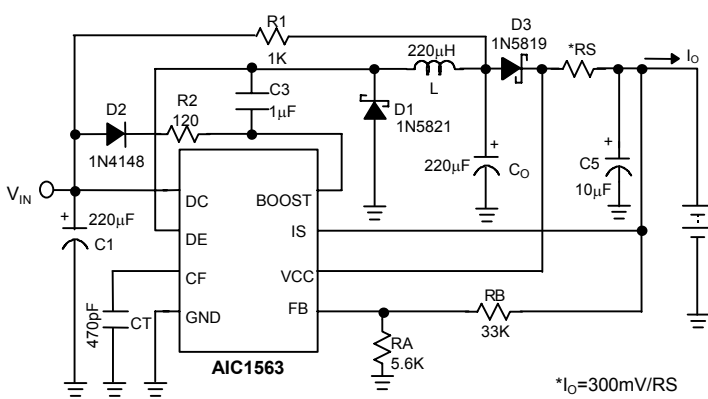 D3
1N5819
R1
1K
220μH
L
*RS
IO
C3
1μF
D2
1N4148
R2
120
D1
1N5821
220μF
CO
C5
10μF
VIN
220μF
C1
DC
BOOST
DE
IS
CF
VCC
GND
FB
470pF
CT
RB
33K
RA
5.6K
AIC1563
*IO=300mV/RS